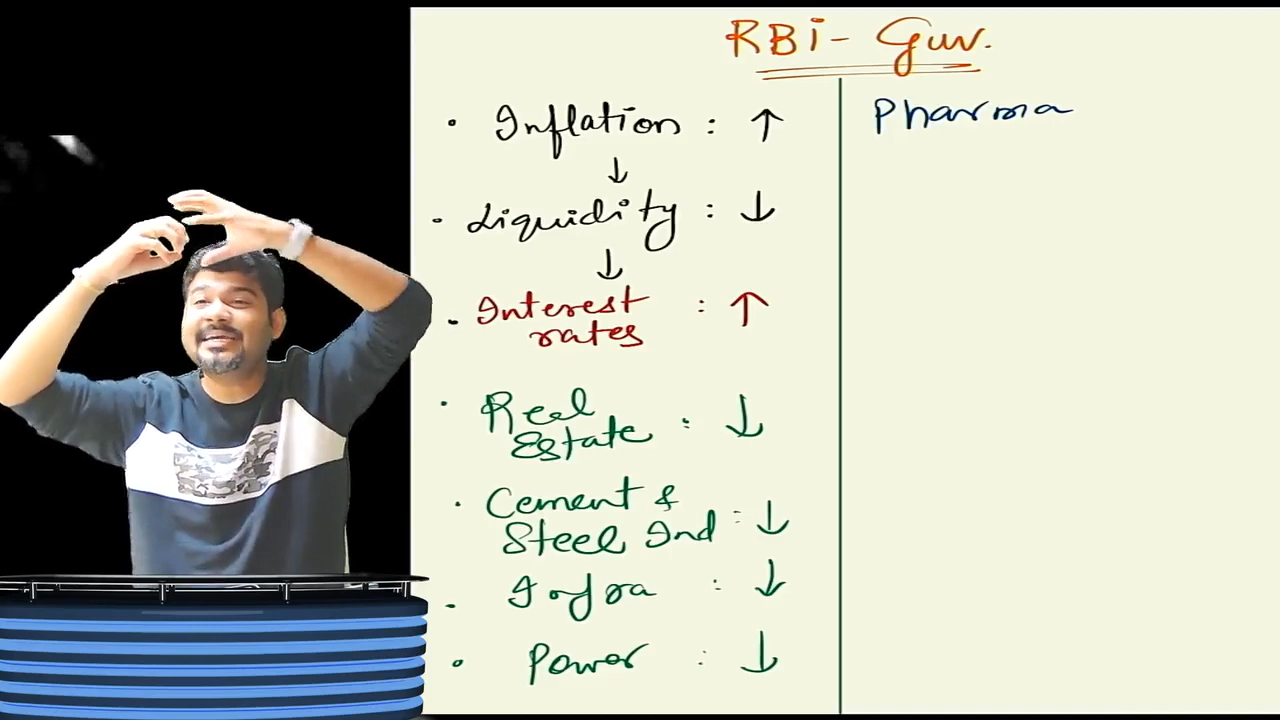 RBi - Guv.
• Inflation : ↑
↓
• Liquidity : ↓
↓
• Interest rates : ↑
• Real Estate : ↓
• Cement & Steel Ind : ↓
• Infra : ↓
• Power : ↓
Pharma